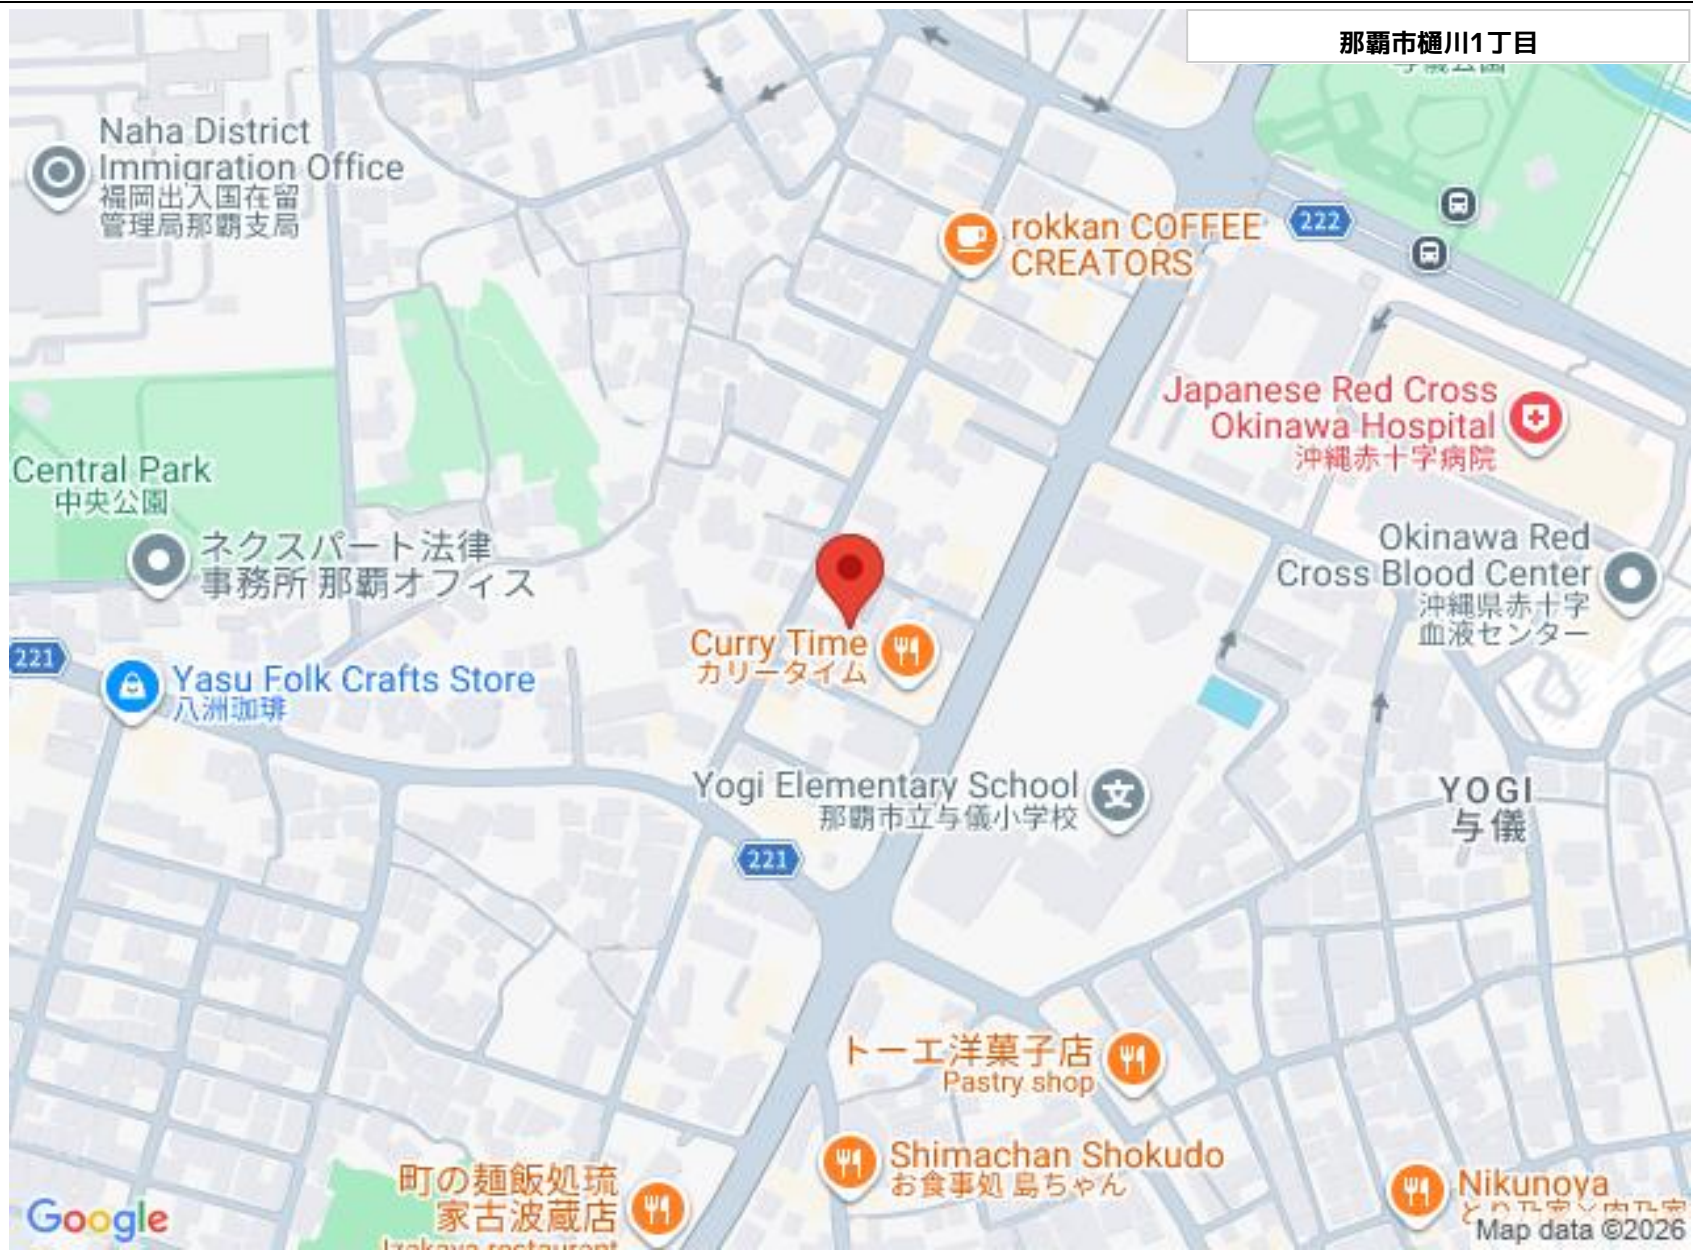 那覇市樋川1丁目
与儀公園
Naha District
Immigration Office
福岡出入国在留
管理局那覇支局
rokkan COFFEE
CREATORS
222
Japanese Red Cross
Okinawa Hospital
沖縄赤十字病院
Central Park
中央公園
ネクスパート法律
事務所 那覇オフィス
Okinawa Red
Cross Blood Center
沖縄県赤十字
血液センター
221
Yasu Folk Crafts Store
八洲珈琲
Curry Time
カリータイム
Yogi Elementary School
那覇市立与儀小学校
文
YOGI
与儀
221
トーエ洋菓子店
Pastry shop
Shimachan Shokudo
お食事処 島ちゃん
町の麺飯処琉
家古波蔵店
Izakaya restaurant
Nikunoya
Google
Map data ©2026